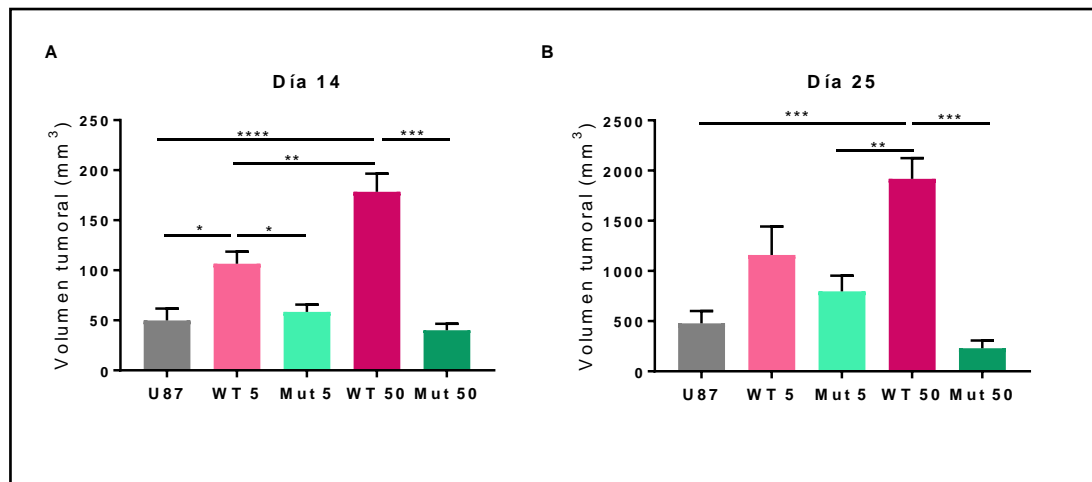 A
Día 14
Volumen tumoral (mm³)
250
200
150
100
50
0
****
***
**
*
*
U87
WT 5
Mut 5
WT 50
Mut 50
B
Día 25
Volumen tumoral (mm³)
2500
2000
1500
1000
500
0
***
***
**
U87
WT 5
Mut 5
WT 50
Mut 50